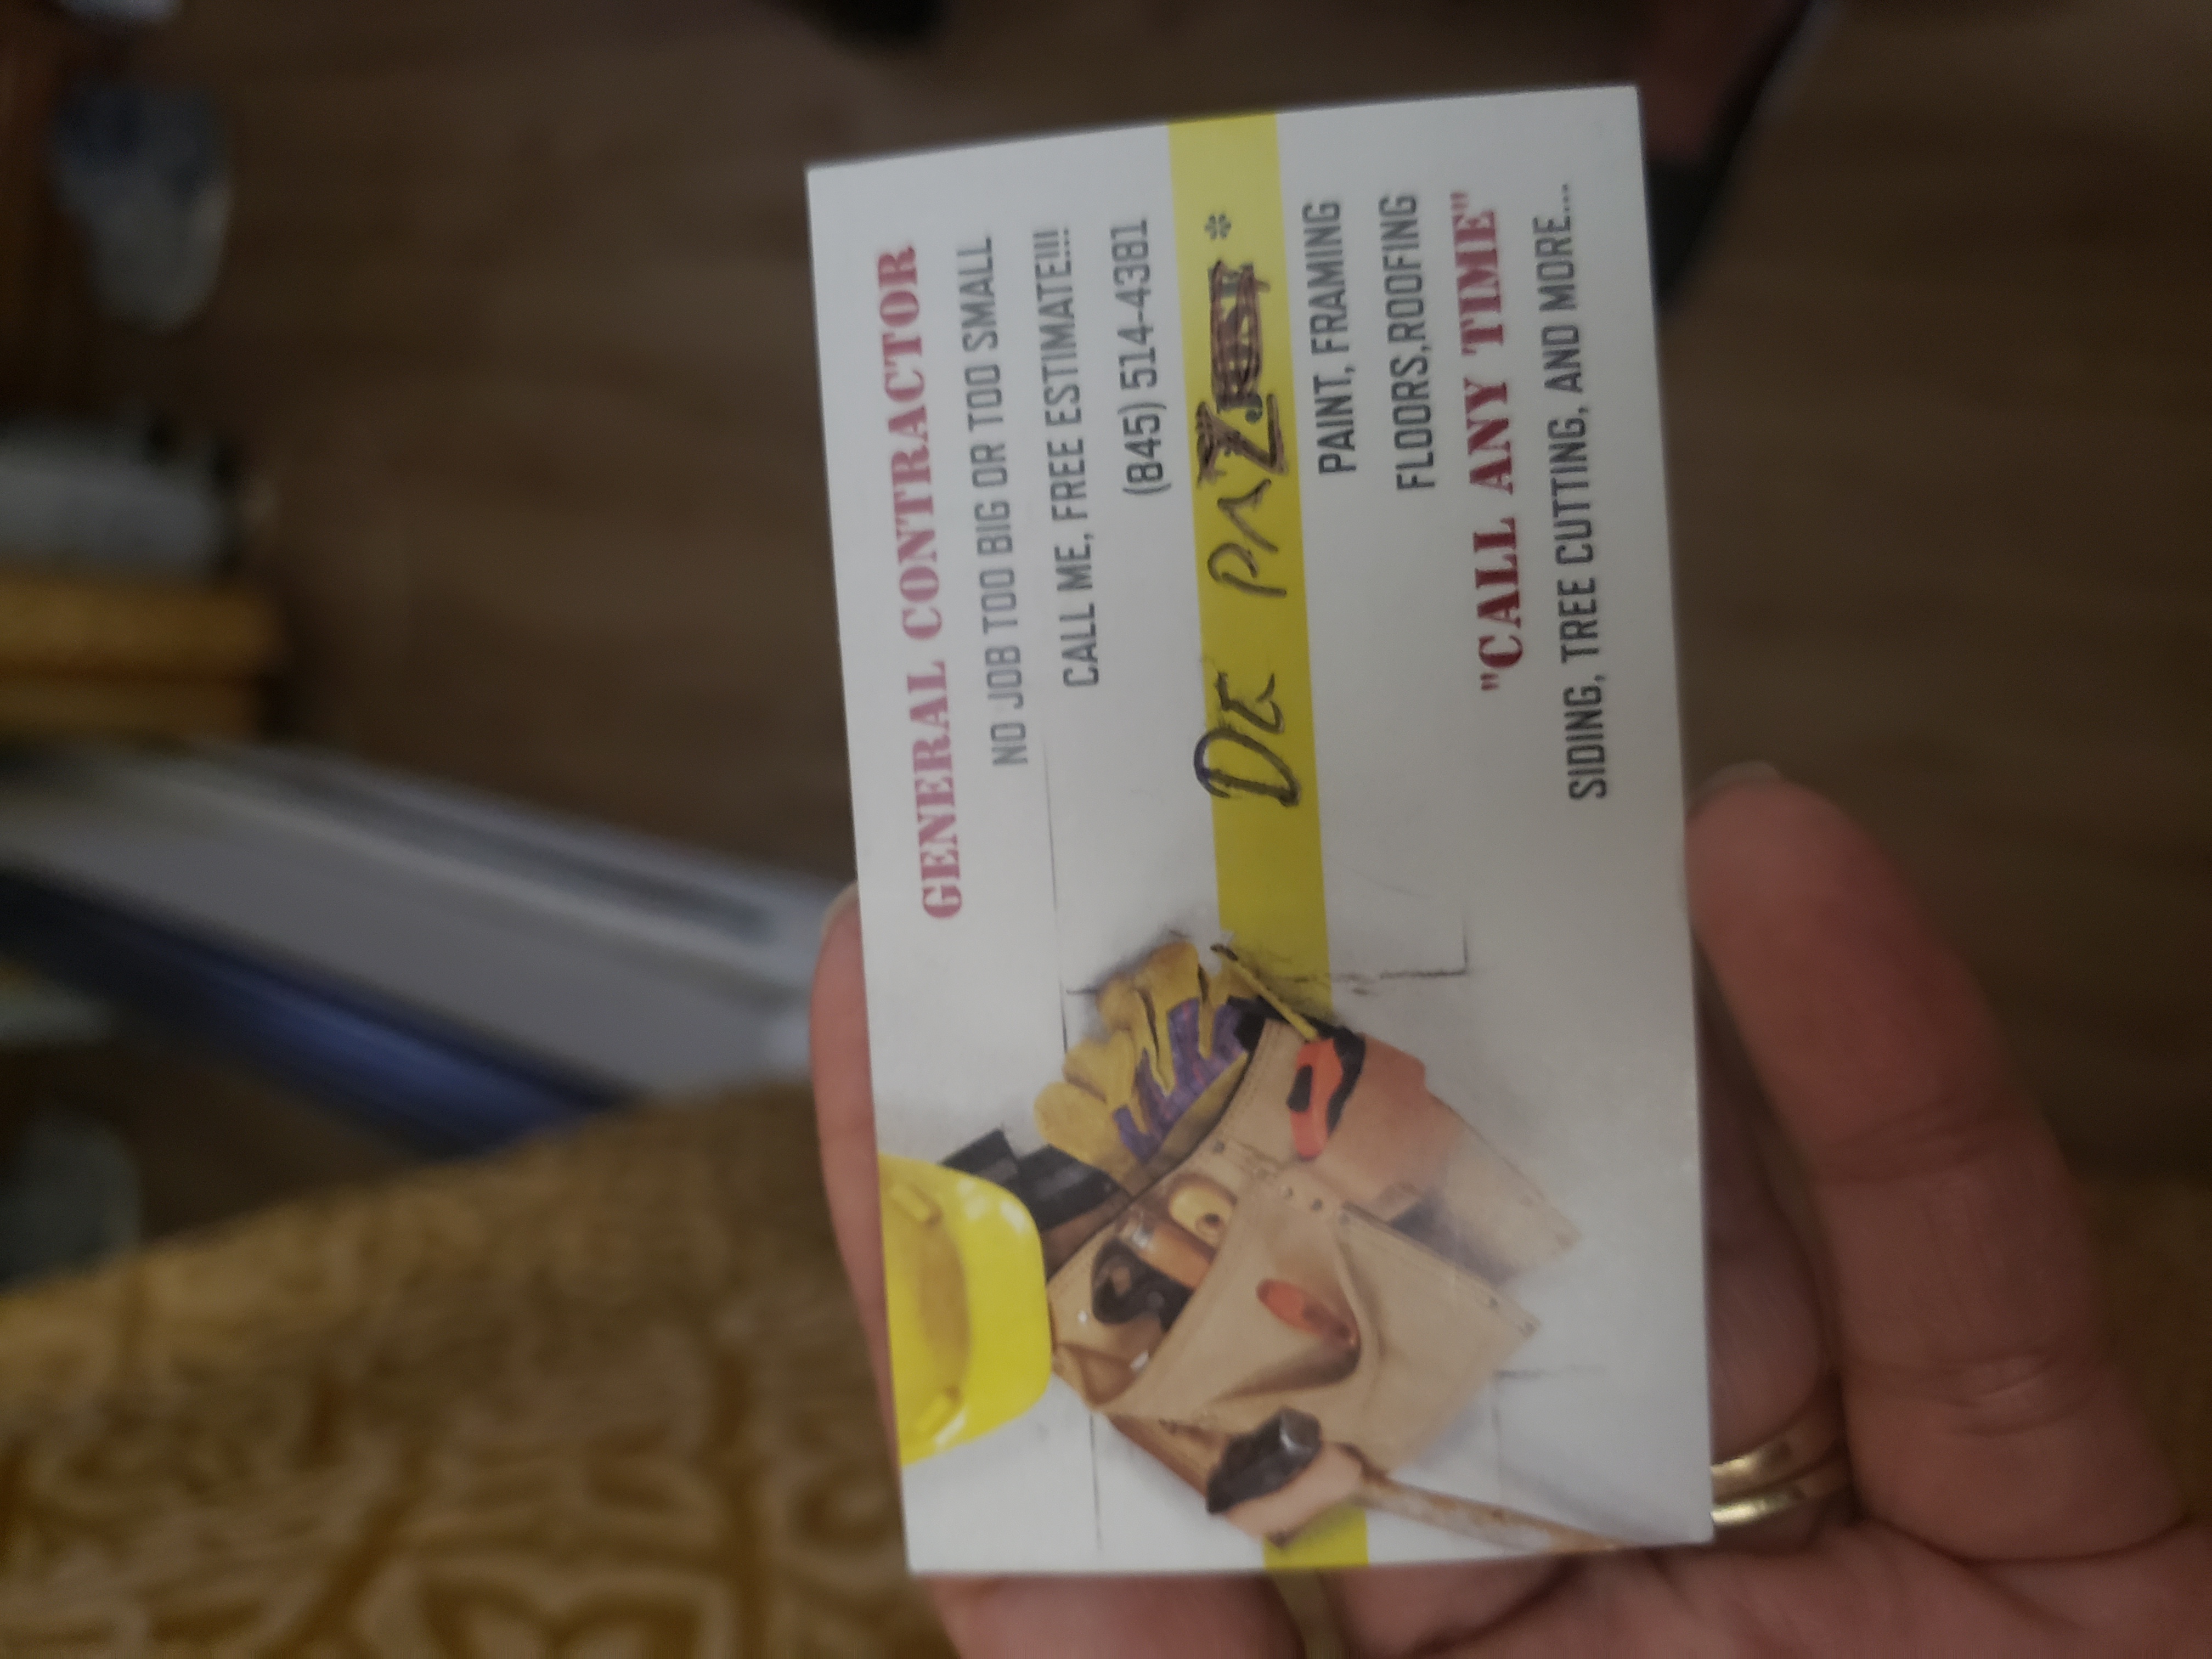 GENERAL CONTRACTOR
NO JOB TOO BIG OR TOO SMALL
CALL ME, FREE ESTIMATE!!!
(845) 514-4381
DE PAZ *
PAINT, FRAMING
FLOORS,ROOFING
"CALL ANY TIME"
SIDING, TREE CUTTING, AND MORE...